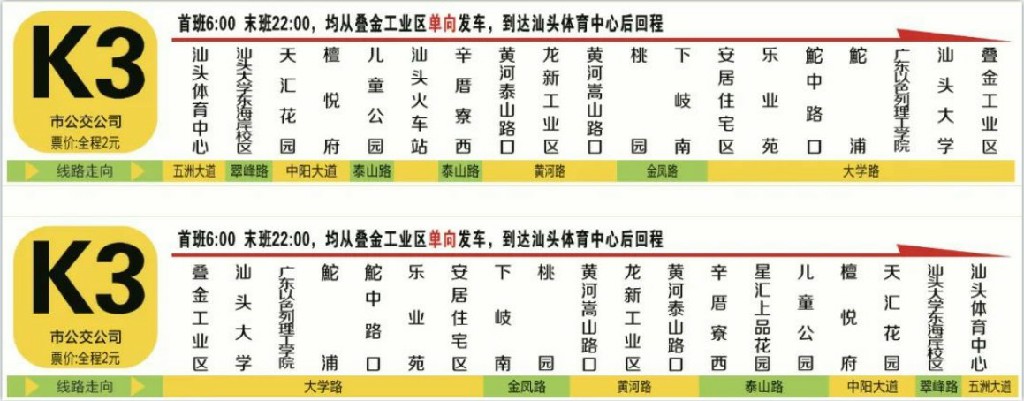 K3
市公交公司
票价:全程2元
首班6:00 末班22:00，均从叠金工业区单向发车，到达汕头体育中心后回程
汕头体育中心
汕头大学东海岸校区
天汇花园
檀悦府
儿童公园
汕头火车站
辛厝寮西
黄河泰山路口
龙新工业区
黄河嵩山路口
桃园
下岐南
安居住宅区
乐业苑
鮀中路口
鮀浦
广东以色列理工学院
汕头大学
叠金工业区
线路走向 五洲大道 翠峰路 中阳大道 泰山路 泰山路 黄河路 金凤路 大学路
K3
市公交公司
票价:全程2元
首班6:00 末班22:00，均从叠金工业区单向发车，到达汕头体育中心后回程
叠金工业区
汕头大学
广东以色列理工学院
鮀浦
鮀中路口
乐业苑
安居住宅区
下岐南
桃园
黄河嵩山路口
龙新工业区
黄河泰山路口
辛厝寮西
星汇上品花园
儿童公园
檀悦府
天汇花园
汕头大学东海岸校区
汕头体育中心
线路走向 大学路 金凤路 黄河路 泰山路 中阳大道 翠峰路 五洲大道